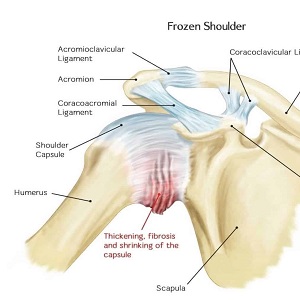 Frozen Shoulder
Acromioclavicular
Ligament
Coracoclavicular Li
Acromion
Coracoacromial
Ligament
Shoulder
Capsule
Humerus
Thickening, fibrosis
and shrinking of the
capsule
Scapula